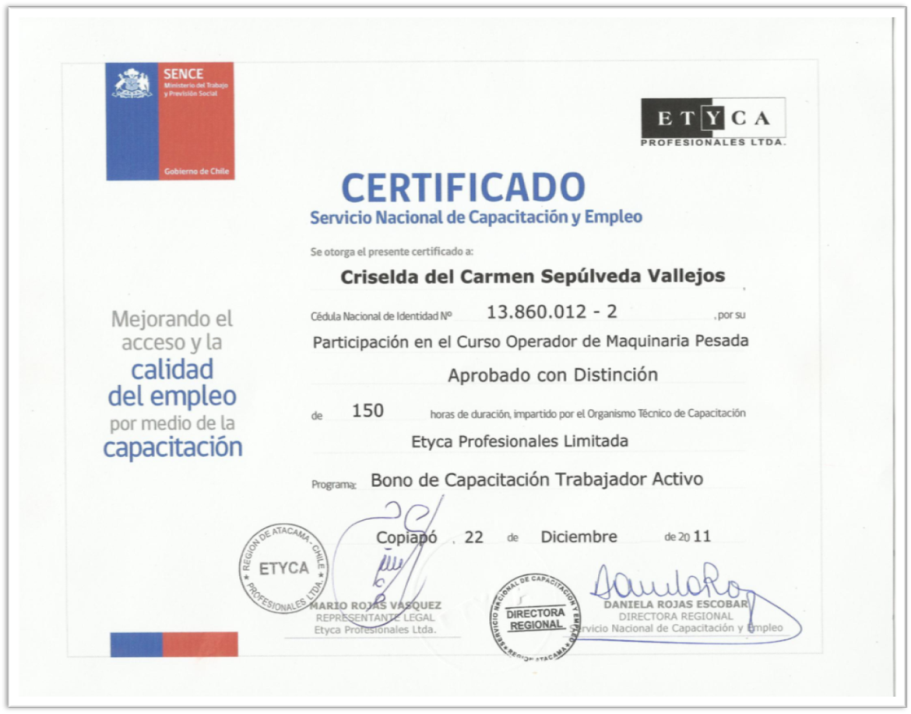 SENCE
Ministerio del Trabajo
y Previsión Social
Gobierno de Chile
E T Y C A
PROFESIONALES LTDA.
CERTIFICADO
Servicio Nacional de Capacitación y Empleo
Se otorga el presente certificado a:
Criselda del Carmen Sepúlveda Vallejos
Cédula Nacional de Identidad Nº 13.860.012 - 2 , por su
Participación en el Curso Operador de Maquinaria Pesada
Aprobado con Distinción
de 150 horas de duración, impartido por el Organismo Técnico de Capacitación
Etyca Profesionales Limitada
Programa: Bono de Capacitación Trabajador Activo
Copiapó , 22 de Diciembre de 20 11
Mejorando el
acceso y la
calidad
del empleo
por medio de la
capacitación
REGION DE ATACAMA - CHILE
ETYCA
PROFESIONALES LTDA.
MARIO ROJAS VASQUEZ
REPRESENTANTE LEGAL
Etyca Profesionales Ltda.
SERVICIO NACIONAL DE CAPACITACION Y EMPLEO
DIRECTORA
REGIONAL
REGION ATACAMA
DANIELA ROJAS ESCOBAR
DIRECTORA REGIONAL
Servicio Nacional de Capacitación y Empleo